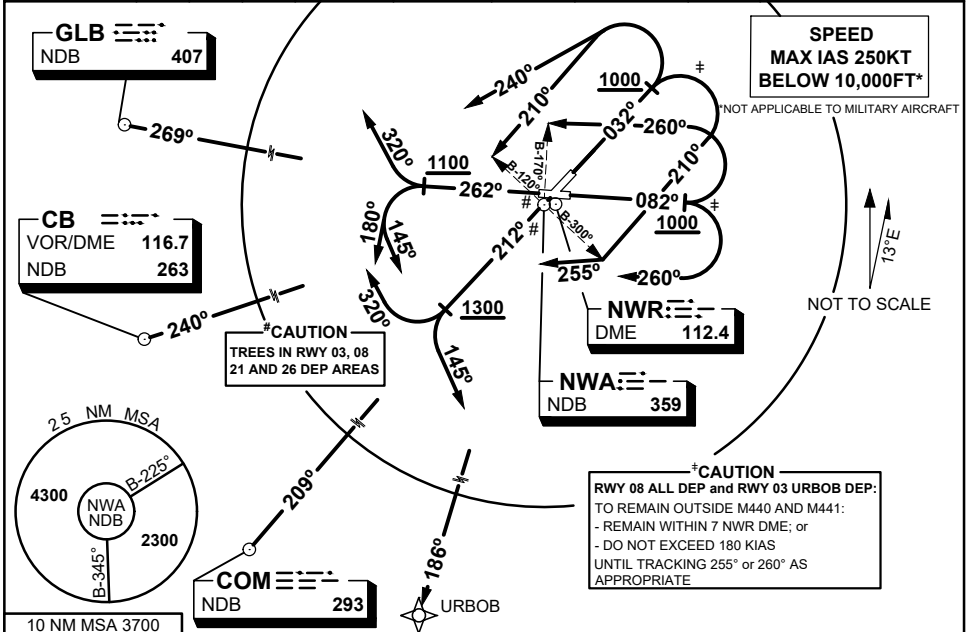 GLB
NDB 407
269º
CB
VOR/DME 116.7
NDB 263
240º
SPEED
MAX IAS 250KT
BELOW 10,000FT*
*NOT APPLICABLE TO MILITARY AIRCRAFT
240º
210º
1000
‡
032º
260º
210º
320º
1100
262º
B-170º
B-120º
082º
‡
1000
#
#
B-300º
180º
145º
212º
255º
260º
320º
1300
145º
13°E
NOT TO SCALE
NWR
DME 112.4
NWA
NDB 359
#CAUTION
TREES IN RWY 03, 08
21 AND 26 DEP AREAS
25 NM MSA
B-225°
4300
NWA
NDB
2300
B-345°
10 NM MSA 3700
209º
COM
NDB 293
186º
URBOB
‡CAUTION
RWY 08 ALL DEP and RWY 03 URBOB DEP:
TO REMAIN OUTSIDE M440 AND M441:
- REMAIN WITHIN 7 NWR DME; or
- DO NOT EXCEED 180 KIAS
UNTIL TRACKING 255° or 260° AS
APPROPRIATE